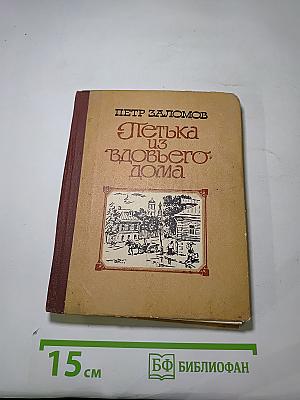 ПЕТР ЗАЛОМОВ
Петька
из
вдовьего
дома
15 см
БФ БИБЛИОФАН